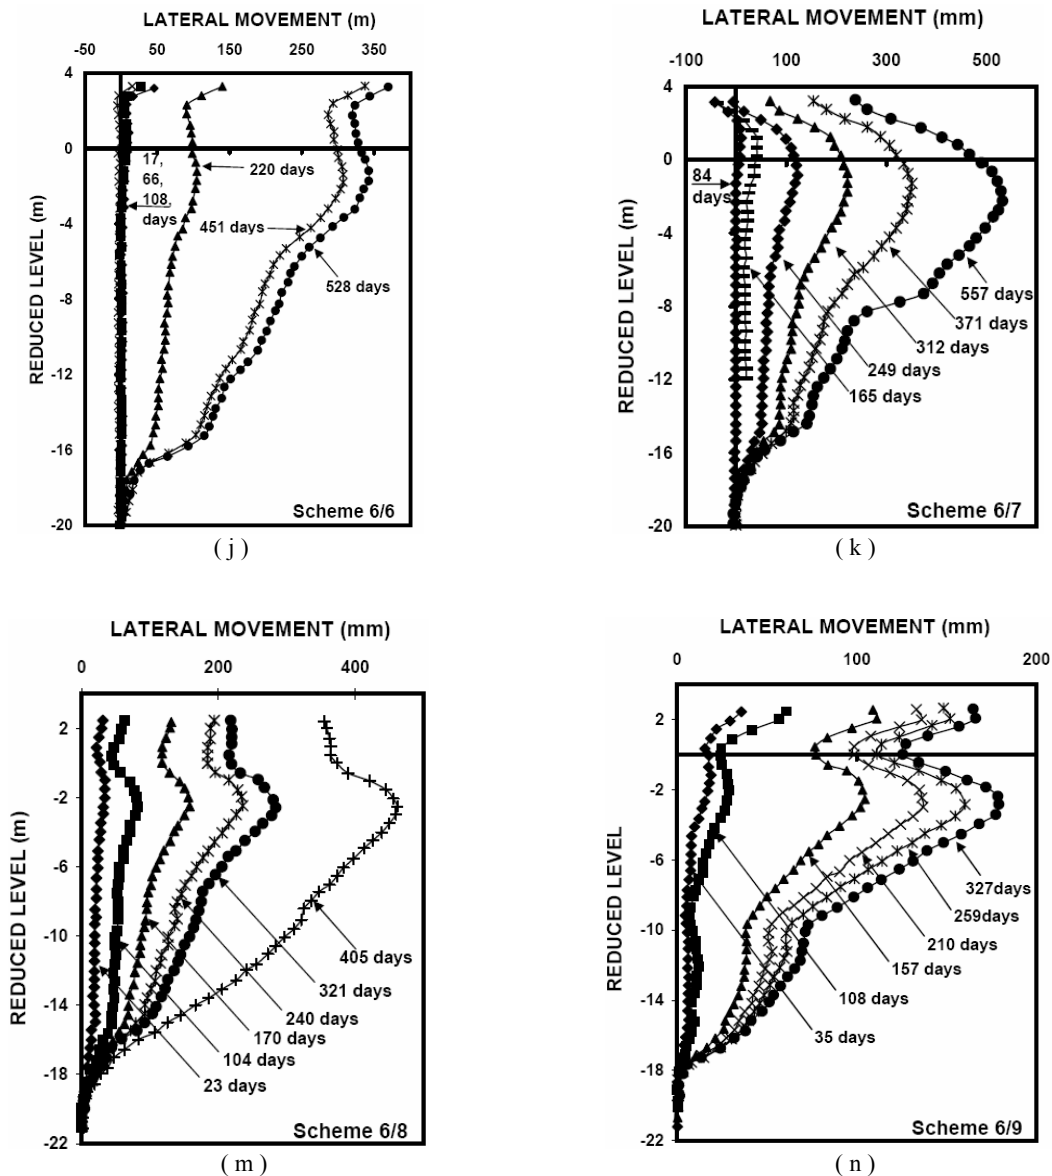 LATERAL MOVEMENT (m)
-50 50 150 250 350
4
0
-4
-8
-12
-16
-20
REDUCED LEVEL (m)
17,
66,
108,
days
220 days
451 days
528 days
Scheme 6/6
( j )
LATERAL MOVEMENT (mm)
-100 100 300 500
4
0
-4
-8
-12
-16
-20
REDUCED LEVEL (m)
84 days
557 days
371 days
312 days
249 days
165 days
Scheme 6/7
( k )
LATERAL MOVEMENT (mm)
0 200 400
2
-2
-6
-10
-14
-18
-22
REDUCED LEVEL (m)
405 days
321 days
240 days
170 days
104 days
23 days
Scheme 6/8
( m )
LATERAL MOVEMENT (mm)
0 100 200
2
-2
-6
-10
-14
-18
-22
REDUCED LEVEL
327days
259days
210 days
157 days
108 days
35 days
Scheme 6/9
( n )